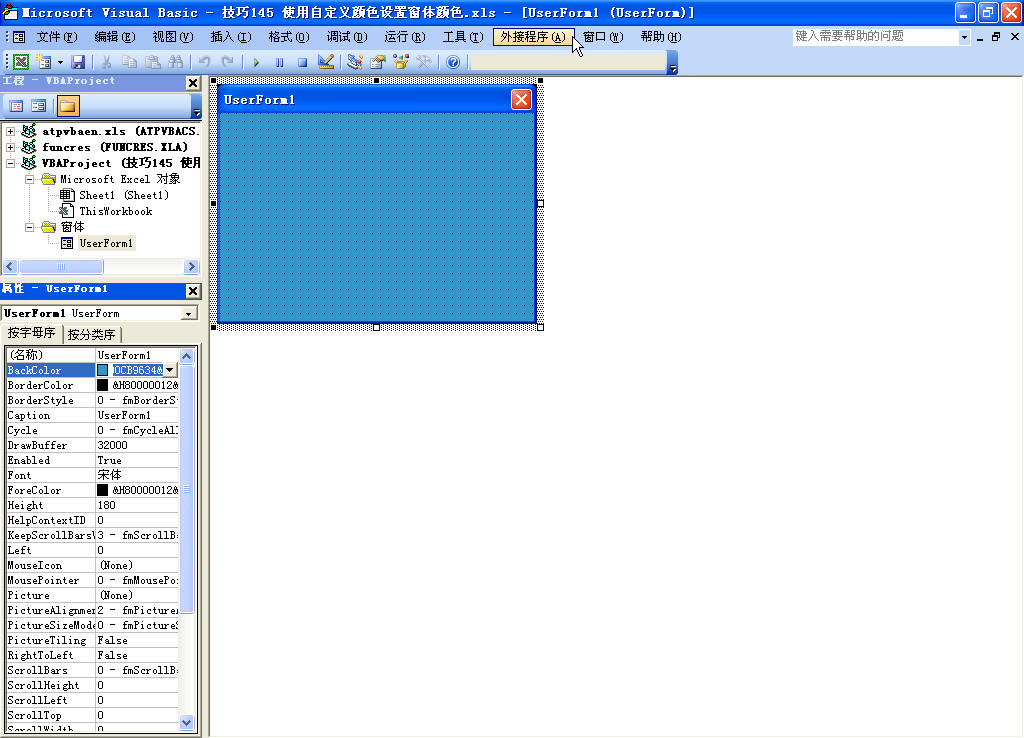 Microsoft Visual Basic - 技巧145 使用自定义颜色设置窗体颜色.xls - [UserForm1 (UserForm)]
文件(F) 编辑(E) 视图(V) 插入(I) 格式(O) 调试(D) 运行(R) 工具(T) 外接程序(A) 窗口(W) 帮助(H) 键入需要帮助的问题
工程 - VBAProject
atpvbaen.xls (ATPVBACS.
funcres (FUNCRES.XLA)
VBAProject (技巧145 使用
Microsoft Excel 对象
Sheet1 (Sheet1)
ThisWorkbook
窗体
UserForm1
属性 - UserForm1
UserForm1 UserForm
按字母序 按分类序
(名称) UserForm1
BackColor 0CB9634&
BorderColor &H80000012&
BorderStyle 0 - fmBorderS
Caption UserForm1
Cycle 0 - fmCycleAll
DrawBuffer 32000
Enabled True
Font 宋体
ForeColor &H80000012&
Height 180
HelpContextID 0
KeepScrollBarsV 3 - fmScrollBa
Left 0
MouseIcon (None)
MousePointer 0 - fmMousePoi
Picture (None)
PictureAlignmen 2 - fmPictureA
PictureSizeMode 0 - fmPictureS
PictureTiling False
RightToLeft False
ScrollBars 0 - fmScrollBa
ScrollHeight 0
ScrollLeft 0
ScrollTop 0
ScrollWidth 0
UserForm1